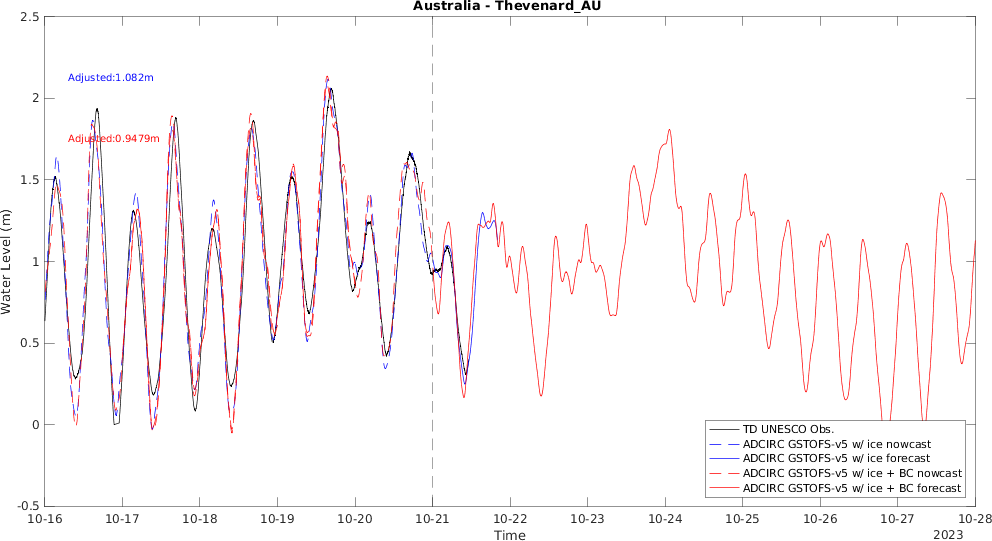 Australia - Thevenard_AU
2.5
2
1.5
1
0.5
0
-0.5
Water Level (m)
Adjusted:1.082m
Adjusted:0.9479m
TD UNESCO Obs.
ADCIRC GSTOFS-v5 w/ ice nowcast
ADCIRC GSTOFS-v5 w/ ice forecast
ADCIRC GSTOFS-v5 w/ ice + BC nowcast
ADCIRC GSTOFS-v5 w/ ice + BC forecast
10-16 10-17 10-18 10-19 10-20 10-21 10-22 10-23 10-24 10-25 10-26 10-27 10-28
Time
2023